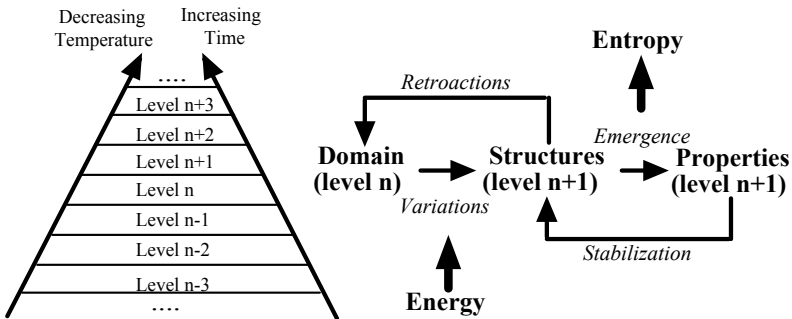 Decreasing
Temperature
Increasing
Time
....
Level n+3
Level n+2
Level n+1
Level n
Level n-1
Level n-2
Level n-3
....
Entropy
Retroactions
Emergence
Domain
(level n)
Structures
(level n+1)
Properties
(level n+1)
Variations
Stabilization
Energy